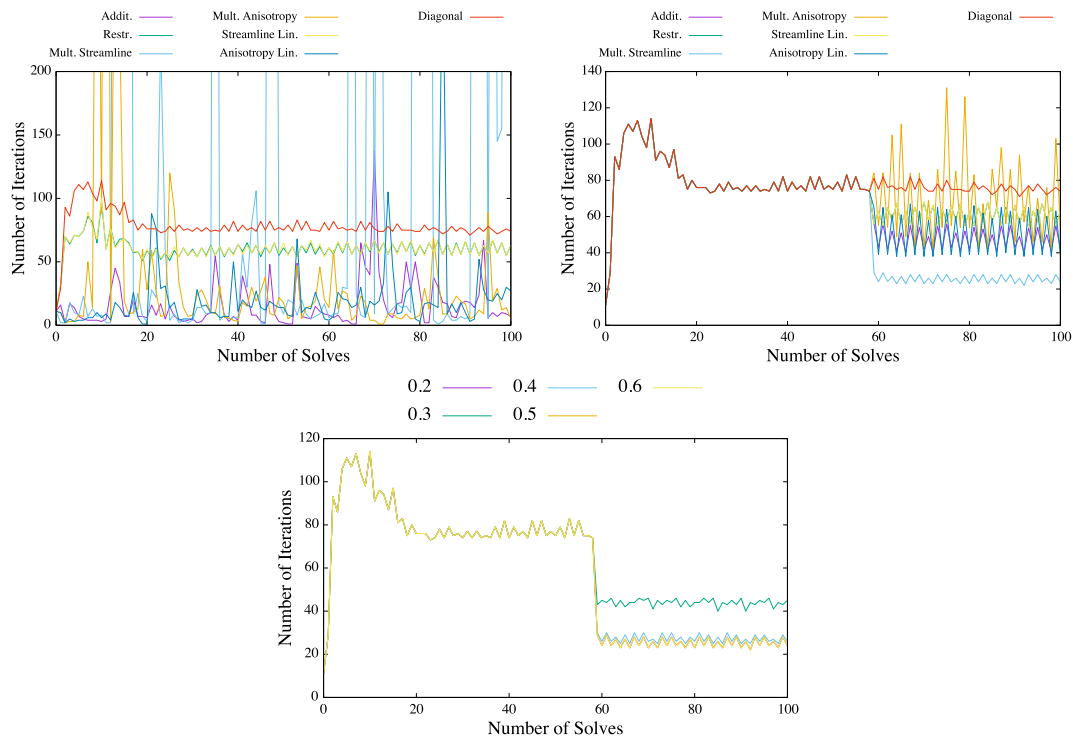 Addit.
Mult. Anisotropy
Diagonal
Restr.
Streamline Lin.
Mult. Streamline
Anisotropy Lin.
200
150
100
50
0
Number of Iterations
0
20
40
60
80
100
Number of Solves
Addit.
Mult. Anisotropy
Diagonal
Restr.
Streamline Lin.
Mult. Streamline
Anisotropy Lin.
140
120
100
80
60
40
20
0
Number of Iterations
0
20
40
60
80
100
Number of Solves
0.2
0.4
0.6
0.3
0.5
120
100
80
60
40
20
0
Number of Iterations
0
20
40
60
80
100
Number of Solves